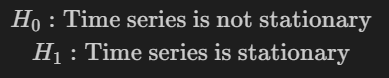 H₀ : Time series is not stationary
H₁ : Time series is stationary